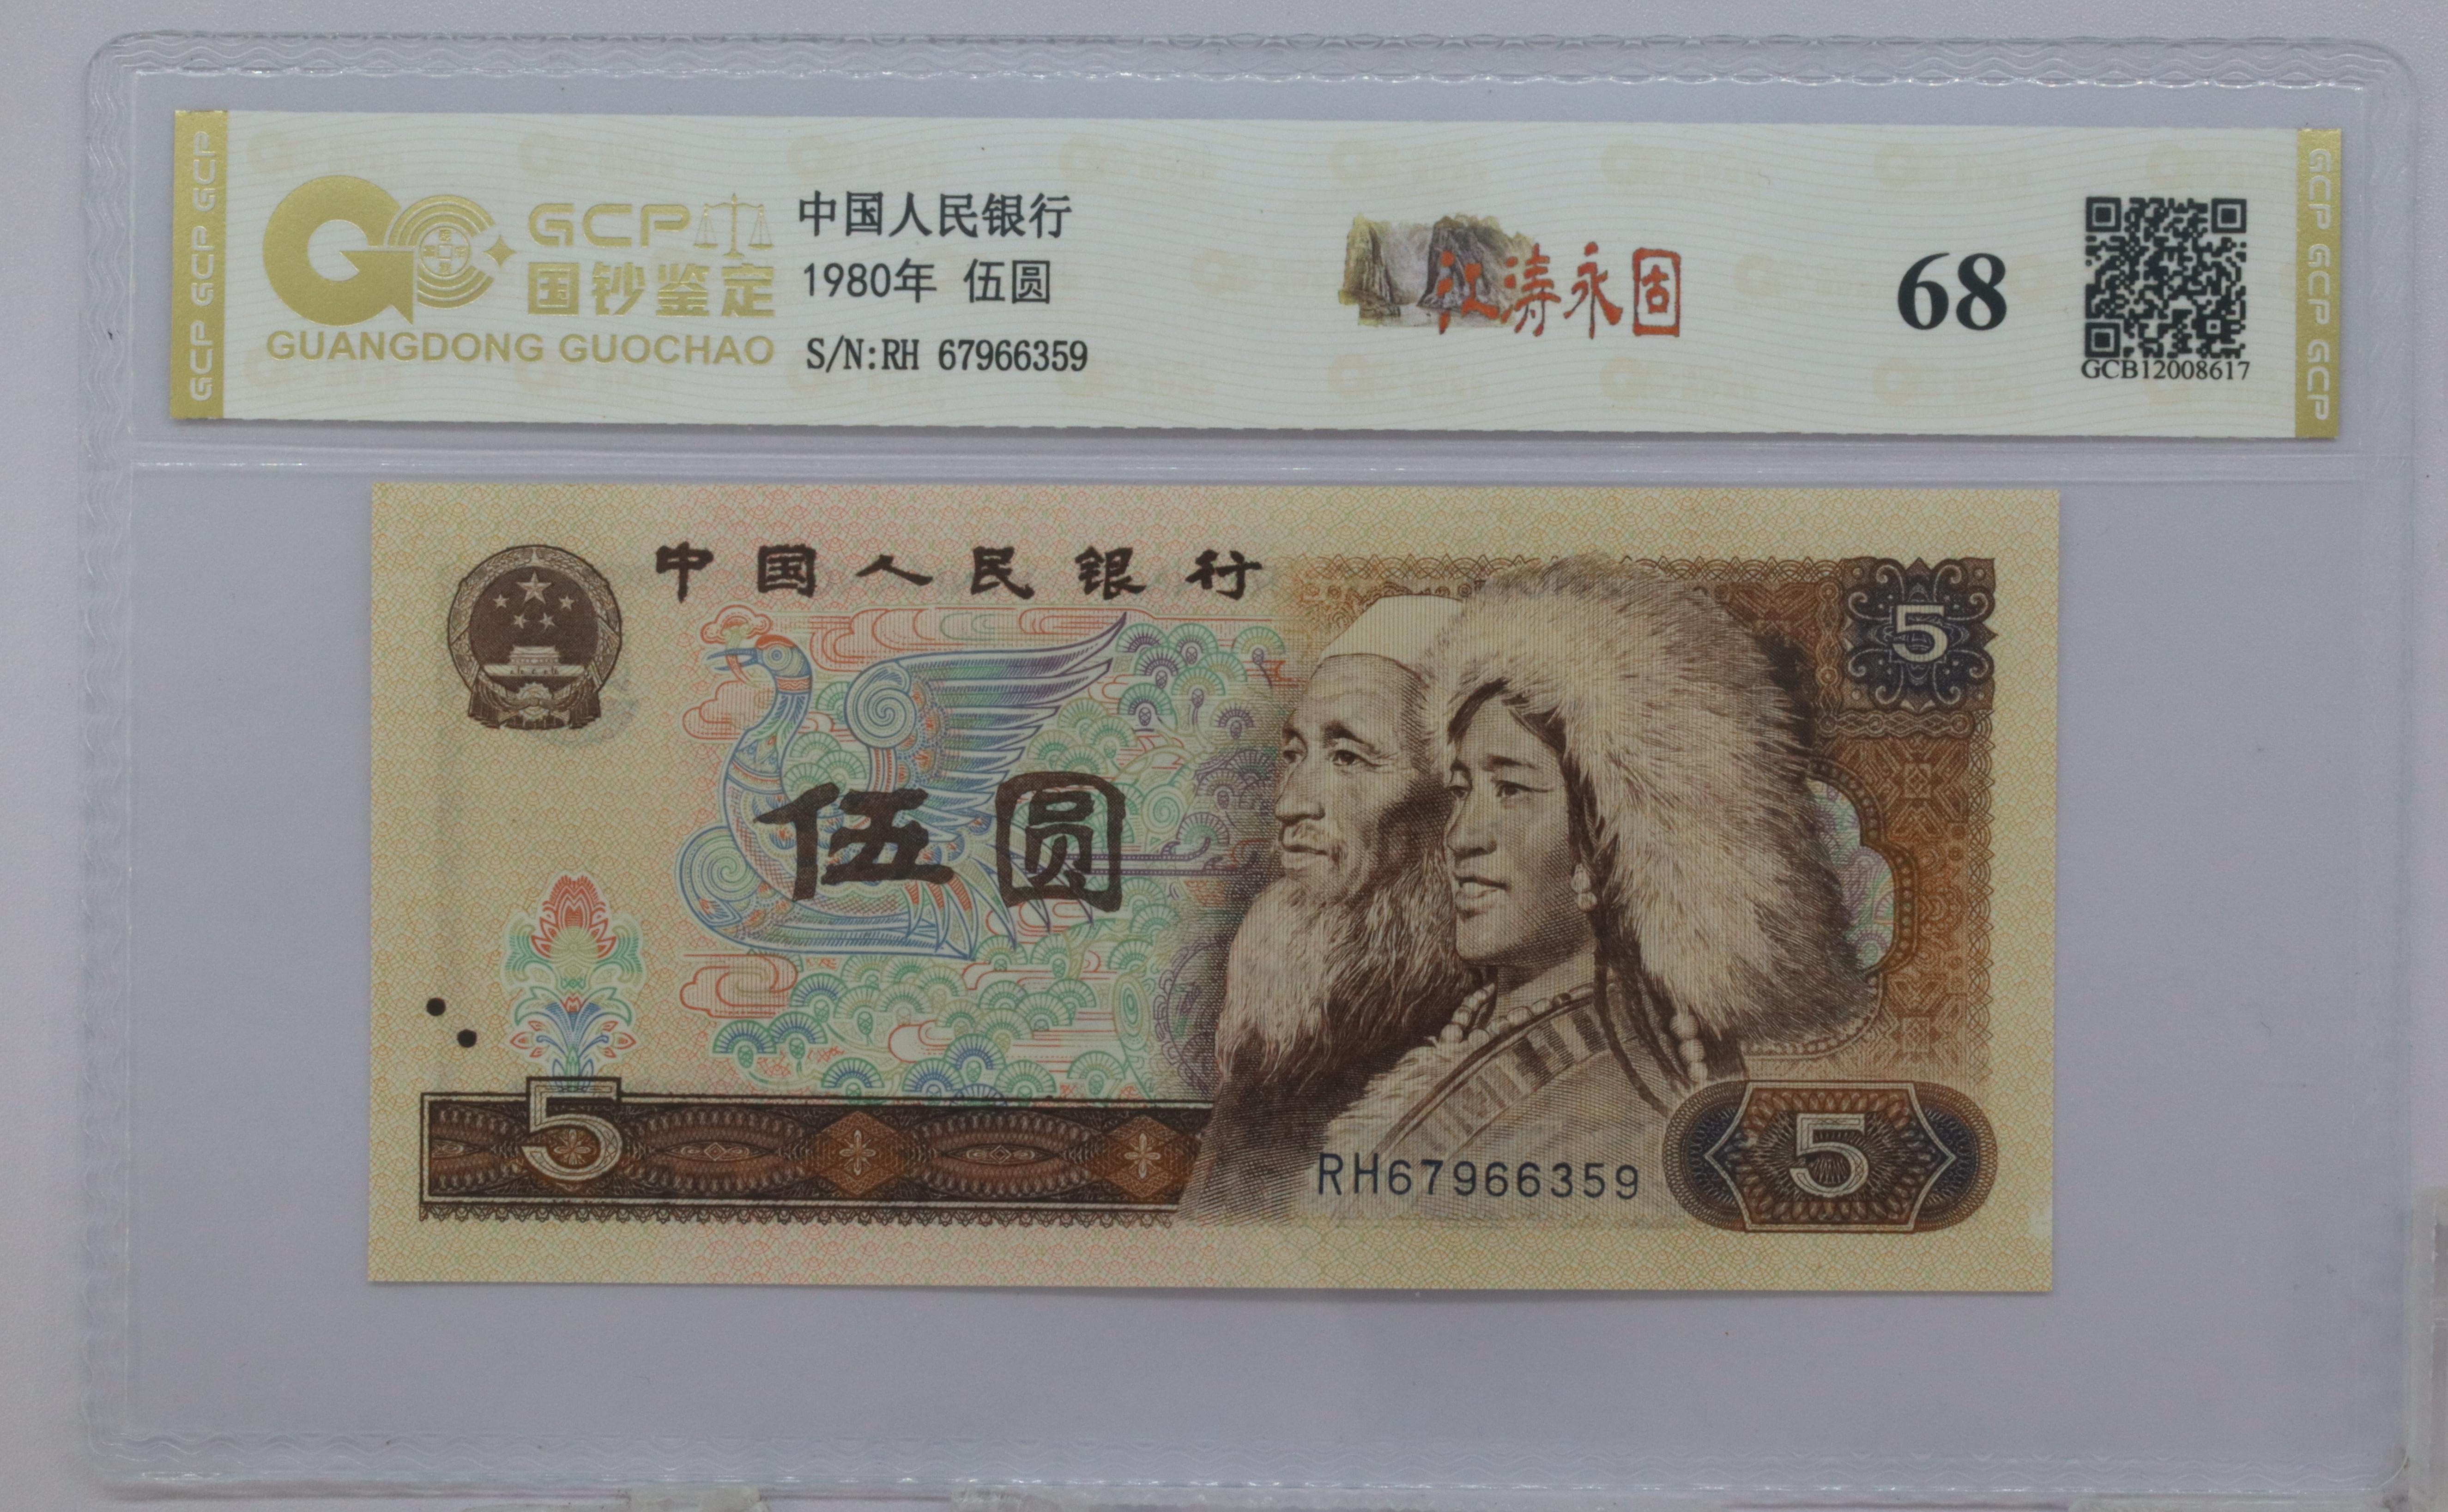 GCP GCP GCP
GCP
国钞鉴定
GUANGDONG GUOCHAO
中国人民银行
1980年 伍圆
S/N:RH 67966359
江涛永固
68
GCB12008617
GCP GCP GCP
中国人民银行
5
伍圆
5
RH67966359
5